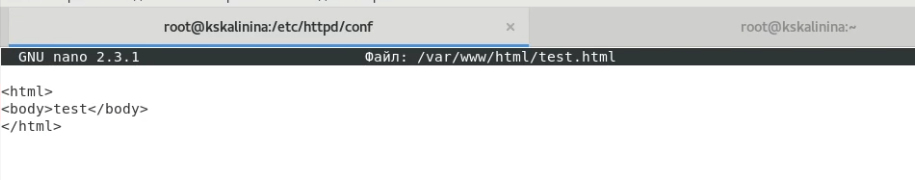 root@kskalinina:/etc/httpd/conf × root@kskalinina:~
GNU nano 2.3.1 Файл: /var/www/html/test.html
<html>
<body>test</body>
</html>